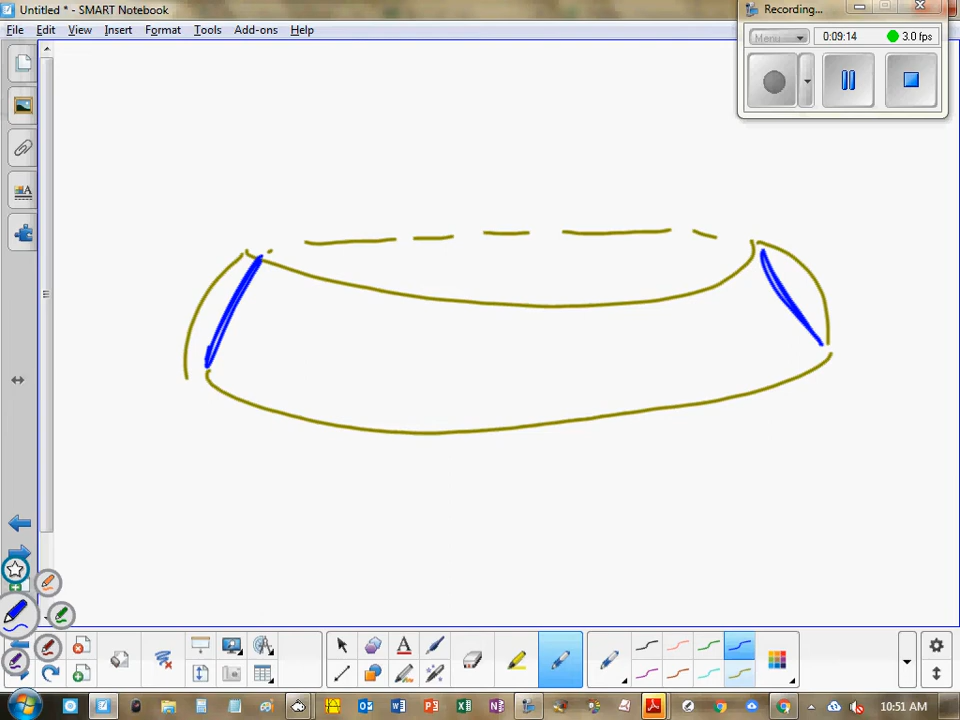 Untitled * - SMART Notebook
Recording...
File Edit View Insert Format Tools Add-ons Help
Menu 0:09:14 3.0 fps
10:51 AM